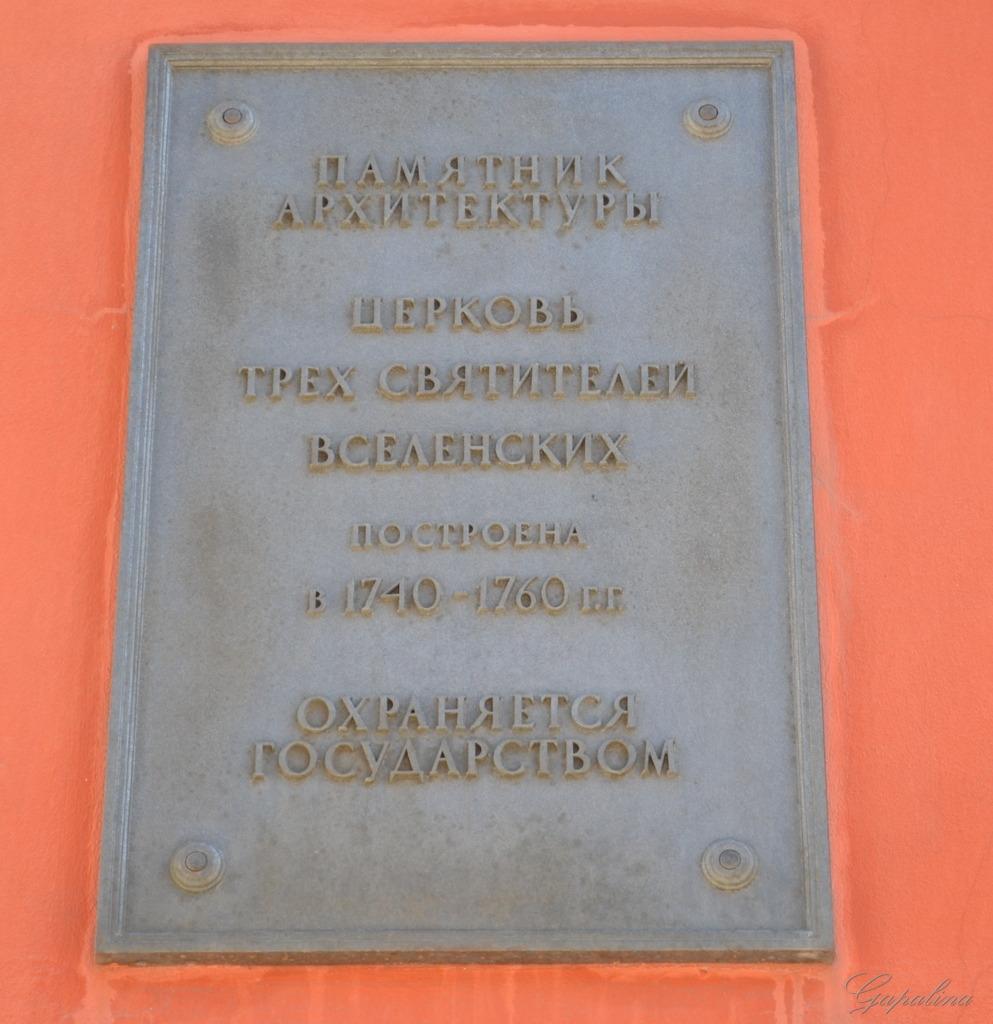 ПАМЯТНИК
АРХИТЕКТУРЫ
ЦЕРКОВЬ
ТРЕХ СВЯТИТЕЛЕЙ
ВСЕЛЕНСКИХ
ПОСТРОЕНА
В 1740-1760 Г.Г.
ОХРАНЯЕТСЯ
ГОСУДАРСТВОМ
Gapalina